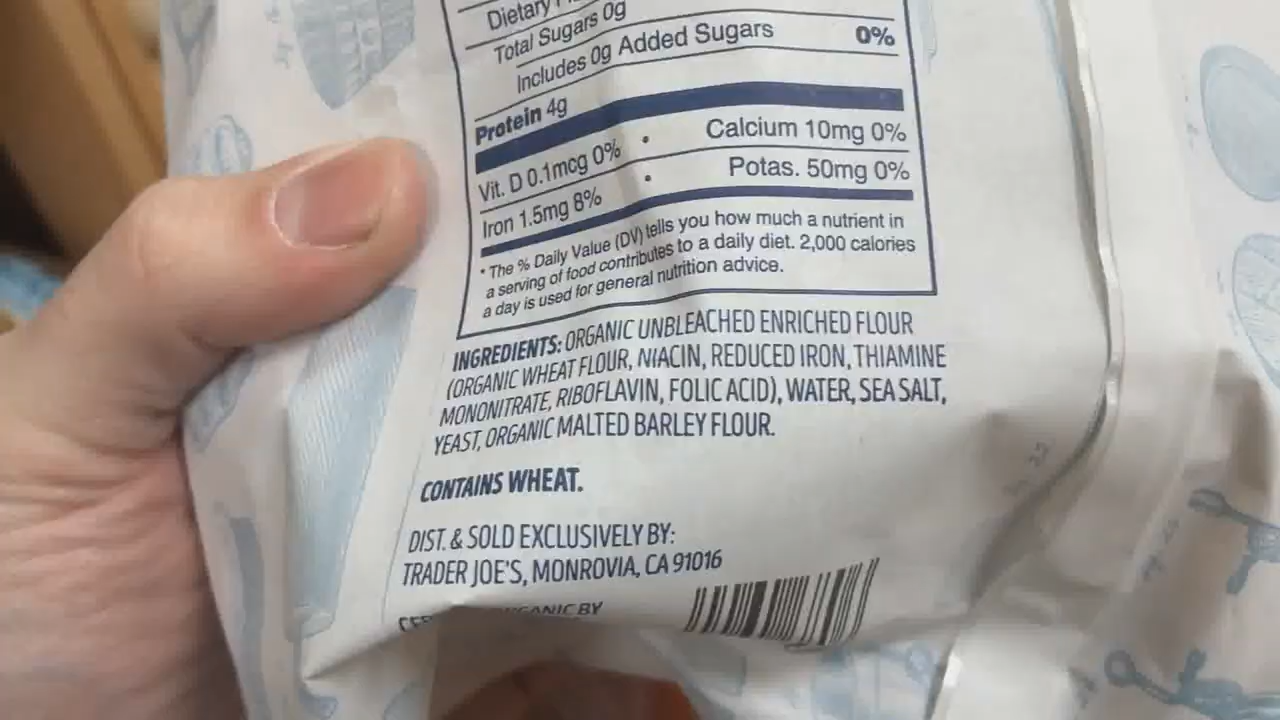 Dietary
Total Sugars 0g
Includes 0g Added Sugars 0%
Protein 4g
Vit. D 0.1mcg 0% • Calcium 10mg 0%
Iron 1.5mg 8% • Potas. 50mg 0%
* The % Daily Value (DV) tells you how much a nutrient in
a serving of food contributes to a daily diet. 2,000 calories
a day is used for general nutrition advice.
INGREDIENTS: ORGANIC UNBLEACHED ENRICHED FLOUR
(ORGANIC WHEAT FLOUR, NIACIN, REDUCED IRON, THIAMINE
MONONITRATE, RIBOFLAVIN, FOLIC ACID), WATER, SEA SALT,
YEAST, ORGANIC MALTED BARLEY FLOUR.
CONTAINS WHEAT.
DIST. & SOLD EXCLUSIVELY BY:
TRADER JOE'S, MONROVIA, CA 91016
BY